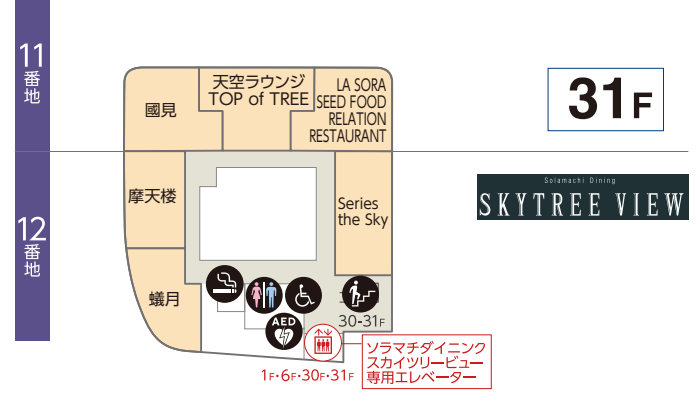 11
番
地
12
番
地
國見
天空ラウンジ
TOP of TREE
LA SORA
SEED FOOD
RELATION
RESTAURANT
摩天楼
Series
the Sky
蟻月
AED
30-31F
1F・6F・30F・31F
ソラマチダイニング
スカイツリービュー
専用エレベーター
31F
Solamachi Dining
SKYTREE VIEW